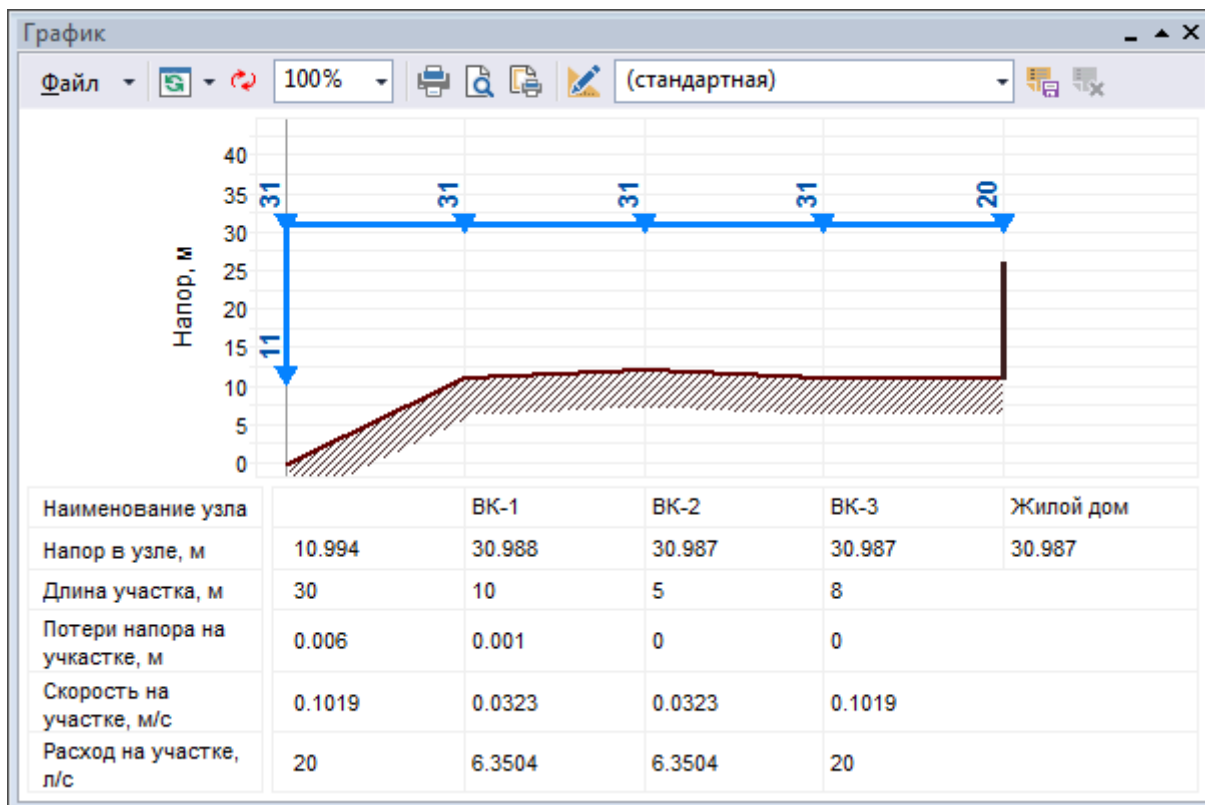 График
Файл 100% (стандартная)
40
35
30
25
20
15
10
5
0
Напор, м
31 31 31 31 20
11
Наименование узла ВК-1 ВК-2 ВК-3 Жилой дом
Напор в узле, м 10.994 30.988 30.987 30.987 30.987
Длина участка, м 30 10 5 8
Потери напора на
учкастке, м 0.006 0.001 0 0
Скорость на
участке, м/с 0.1019 0.0323 0.0323 0.1019
Расход на участке,
л/с 20 6.3504 6.3504 20